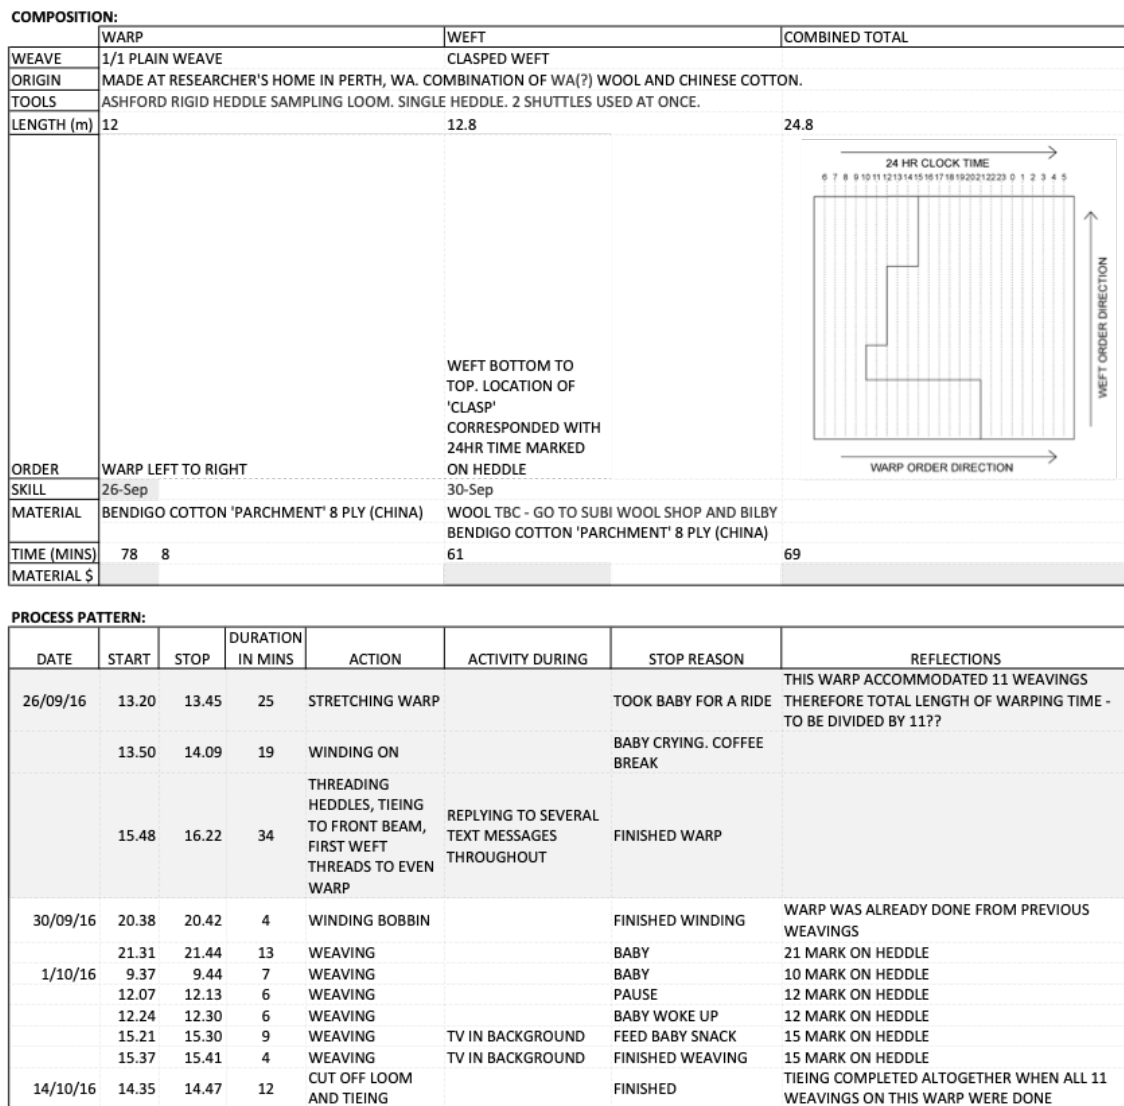 COMPOSITION:
WARP WEFT COMBINED TOTAL
WEAVE 1/1 PLAIN WEAVE CLASPED WEFT
ORIGIN MADE AT RESEARCHER'S HOME IN PERTH, WA. COMBINATION OF WA(?) WOOL AND CHINESE COTTON.
TOOLS ASHFORD RIGID HEDDLE SAMPLING LOOM. SINGLE HEDDLE. 2 SHUTTLES USED AT ONCE.
LENGTH (m) 12 12.8 24.8
24 HR CLOCK TIME
6 7 8 9 10 11 12 13 14 15 16 17 18 19 20 21 22 23 0 1 2 3 4 5
WEFT ORDER DIRECTION
WARP ORDER DIRECTION
WEFT BOTTOM TO
TOP. LOCATION OF
'CLASP'
CORRESPONDED WITH
24HR TIME MARKED
ORDER WARP LEFT TO RIGHT ON HEDDLE
SKILL 26-Sep 30-Sep
MATERIAL BENDIGO COTTON 'PARCHMENT' 8 PLY (CHINA) WOOL TBC - GO TO SUBI WOOL SHOP AND BILBY
BENDIGO COTTON 'PARCHMENT' 8 PLY (CHINA)
TIME (MINS) 78 8 61 69
MATERIAL $
PROCESS PATTERN:
DATE START STOP DURATION IN MINS ACTION ACTIVITY DURING STOP REASON REFLECTIONS
26/09/16 13.20 13.45 25 STRETCHING WARP TOOK BABY FOR A RIDE THIS WARP ACCOMMODATED 11 WEAVINGS
THEREFORE TOTAL LENGTH OF WARPING TIME -
TO BE DIVIDED BY 11??
13.50 14.09 19 WINDING ON BABY CRYING. COFFEE
BREAK
THREADING
HEDDLES, TIEING
TO FRONT BEAM,
FIRST WEFT
THREADS TO EVEN
WARP
15.48 16.22 34 REPLYING TO SEVERAL
TEXT MESSAGES
THROUGHOUT
FINISHED WARP
30/09/16 20.38 20.42 4 WINDING BOBBIN FINISHED WINDING WARP WAS ALREADY DONE FROM PREVIOUS
WEAVINGS
21.31 21.44 13 WEAVING BABY 21 MARK ON HEDDLE
1/10/16 9.37 9.44 7 WEAVING BABY 10 MARK ON HEDDLE
12.07 12.13 6 WEAVING PAUSE 12 MARK ON HEDDLE
12.24 12.30 6 WEAVING BABY WOKE UP 12 MARK ON HEDDLE
15.21 15.30 9 WEAVING TV IN BACKGROUND FEED BABY SNACK 15 MARK ON HEDDLE
15.37 15.41 4 WEAVING TV IN BACKGROUND FINISHED WEAVING 15 MARK ON HEDDLE
14/10/16 14.35 14.47 12 CUT OFF LOOM
AND TIEING
FINISHED TIEING COMPLETED ALTOGETHER WHEN ALL 11
WEAVINGS ON THIS WARP WERE DONE